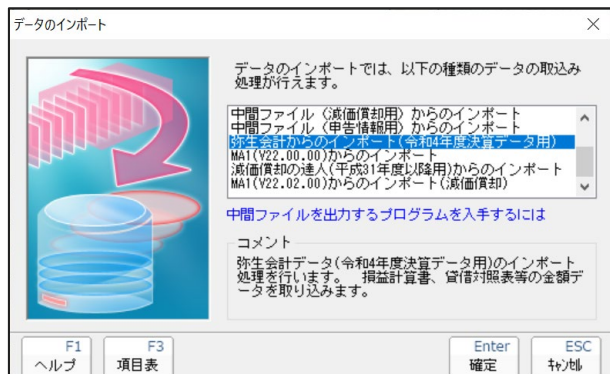 データのインポート
データのインポートでは、以下の種類のデータの取込み
処理が行えます。
中間ファイル（減価償却用）からのインポート
中間ファイル（申告情報用）からのインポート
弥生会計からのインポート(令和4年度決算データ用)
MA1(V22.00.00)からのインポート
減価償却の達人(平成31年度以降用)からのインポート
MA1(V22.02.00)からのインポート(減価償却)
中間ファイルを出力するプログラムを入手するには
コメント
弥生会計データ(令和4年度決算データ用)のインポート
処理を行います。 損益計算書、貸借対照表等の金額デ
ータを取り込みます。
F1
ヘルプ
F3
項目表
Enter
確定
ESC
ｷｬﾝｾﾙ